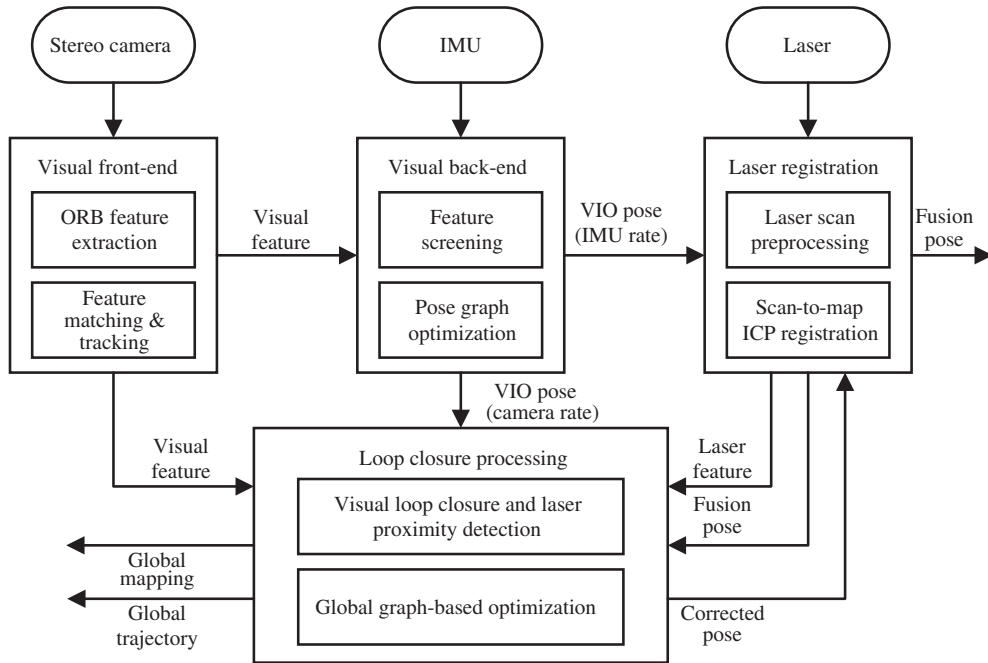 Stereo camera
IMU
Laser
Visual front-end
ORB feature
extraction
Feature
matching &
tracking
Visual
feature
Visual back-end
Feature
screening
Pose graph
optimization
VIO pose
(IMU rate)
Laser registration
Laser scan
preprocessing
Scan-to-map
ICP registration
Fusion
pose
VIO pose
(camera rate)
Visual
feature
Loop closure processing
Visual loop closure and laser
proximity detection
Global graph-based optimization
Laser
feature
Fusion
pose
Corrected
pose
Global
mapping
Global
trajectory